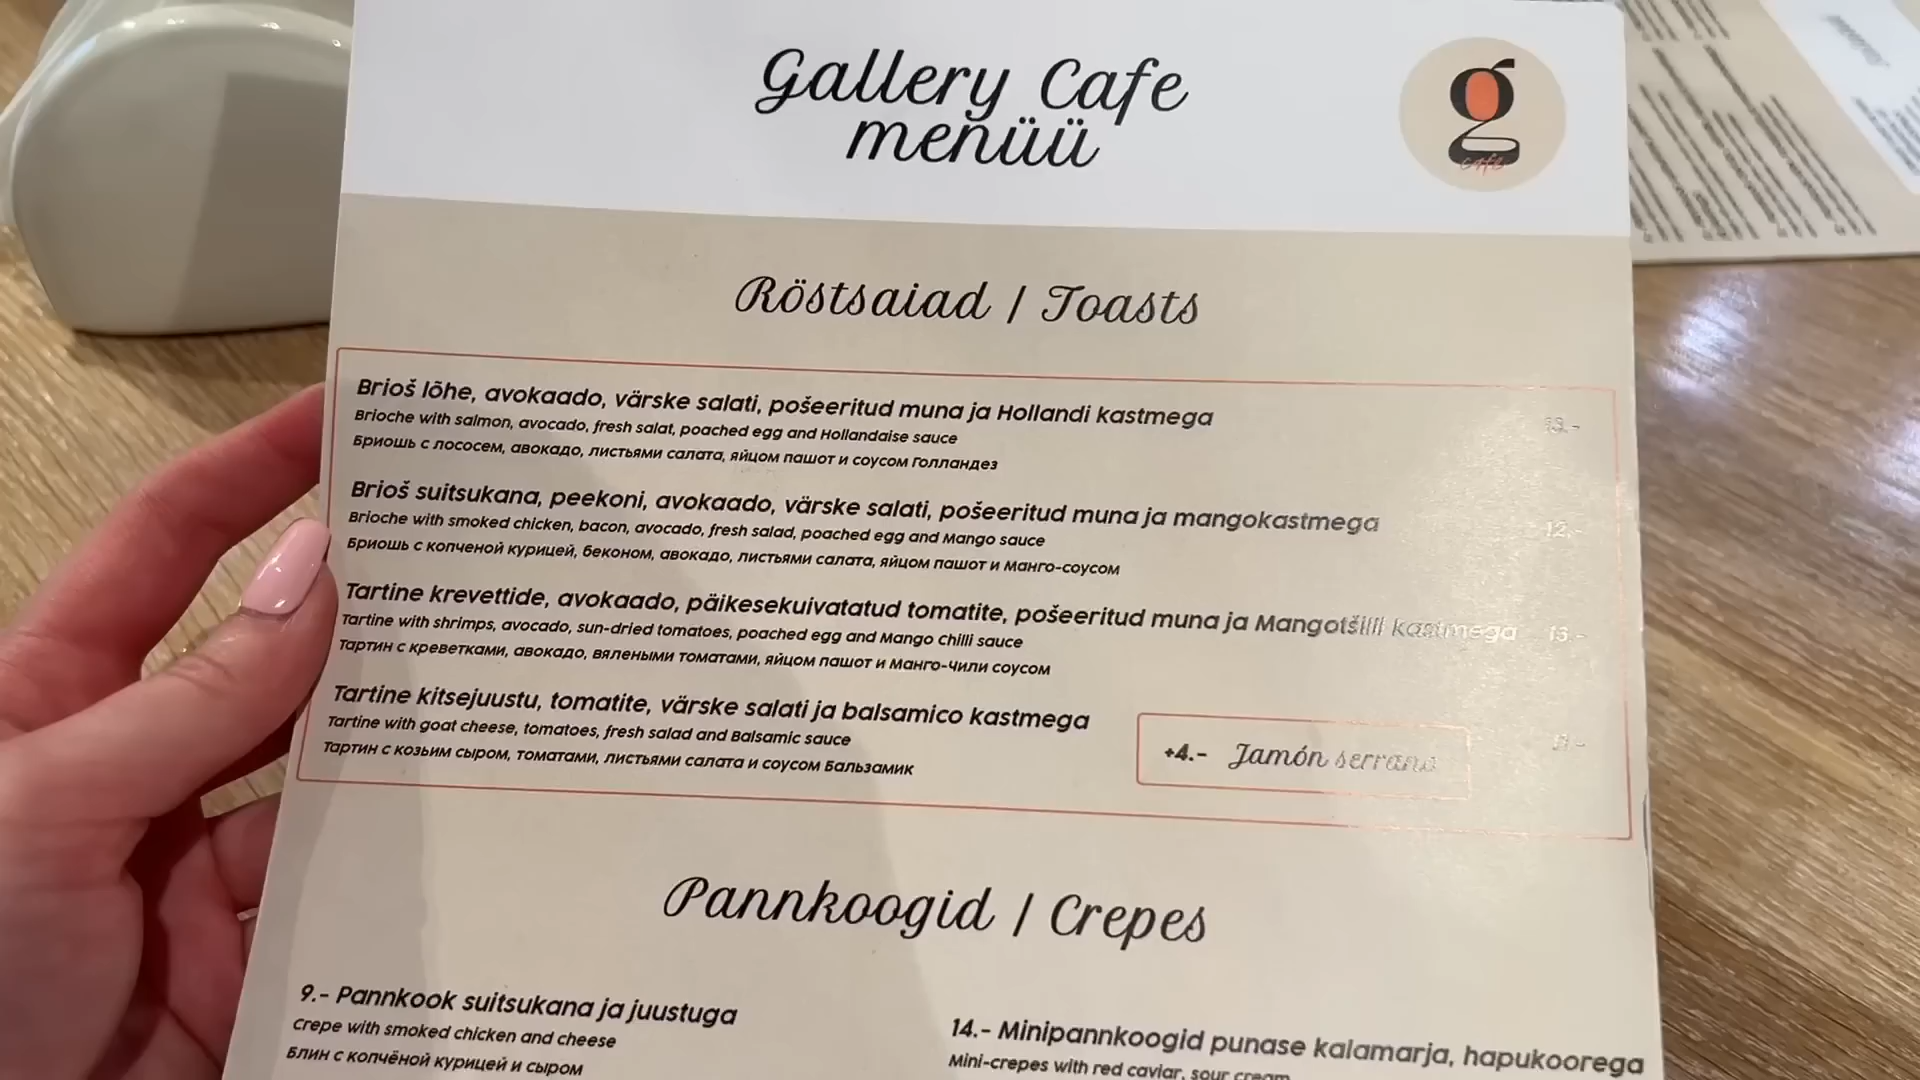 Gallery Cafe
menüü
g
cafe
Röstsaiad / Toasts
Brioš lõhe, avokaado, värske salati, pošeeritud muna ja Hollandi kastmega 13.-
Brioche with salmon, avocado, fresh salat, poached egg and Hollandaise sauce
Бриошь с лососем, авокадо, листьями салата, яйцом пашот и соусом Голландез
Brioš suitsukana, peekoni, avokaado, värske salati, pošeeritud muna ja mangokastmega 12.-
Brioche with smoked chicken, bacon, avocado, fresh salad, poached egg and Mango sauce
Бриошь с копченой курицей, беконом, авокадо, листьями салата, яйцом пашот и Манго-соусом
Tartine krevettide, avokaado, päikesekuivatatud tomatite, pošeeritud muna ja Mangotšilli kastmega 13.-
Tartine with shrimps, avocado, sun-dried tomatoes, poached egg and Mango Chilli sauce
Тартин с креветками, авокадо, вялеными томатами, яйцом пашот и Манго-чили соусом
Tartine kitsejuustu, tomatite, värske salati ja balsamico kastmega
Tartine with goat cheese, tomatoes, fresh salad and Balsamic sauce
Тартин с козьим сыром, томатами, листьями салата и соусом Бальзамик
+4.- Jamón serrano
Pannkoogid / Crepes
9.- Pannkook suitsukana ja juustuga
Crepe with smoked chicken and cheese
Блин с копчёной курицей и сыром
14.- Minipannkoogid punase kalamarja, hapukoorega
Mini-crepes with red caviar, sour cream